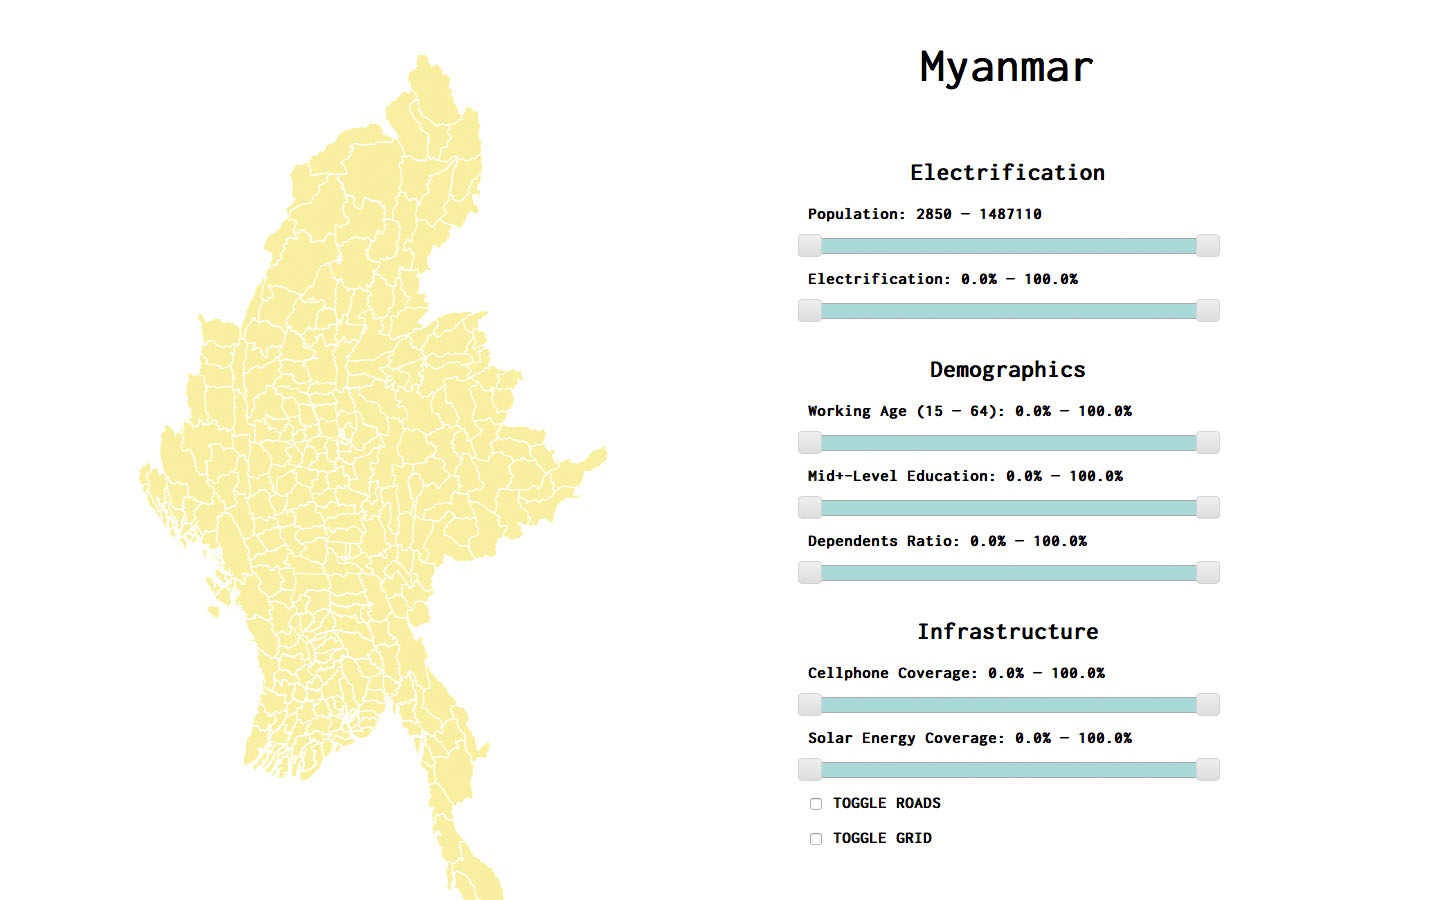 Myanmar
Electrification
Population: 2850 – 1487110
Electrification: 0.0% – 100.0%
Demographics
Working Age (15 – 64): 0.0% – 100.0%
Mid+-Level Education: 0.0% – 100.0%
Dependents Ratio: 0.0% – 100.0%
Infrastructure
Cellphone Coverage: 0.0% – 100.0%
Solar Energy Coverage: 0.0% – 100.0%
TOGGLE ROADS
TOGGLE GRID